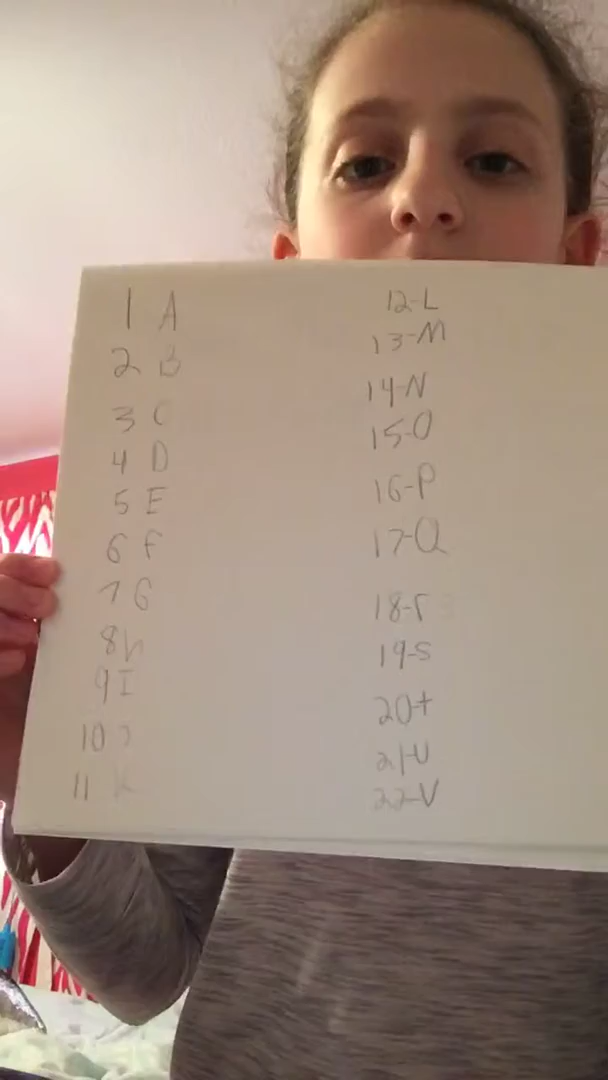 1 A
2 B
3 C
4 D
5 E
6 F
7 G
8 h
9 I
10
11 K
12-L
13-M
14-N
15-O
16-P
17-Q
18-r
19-s
20-t
21-U
22-V